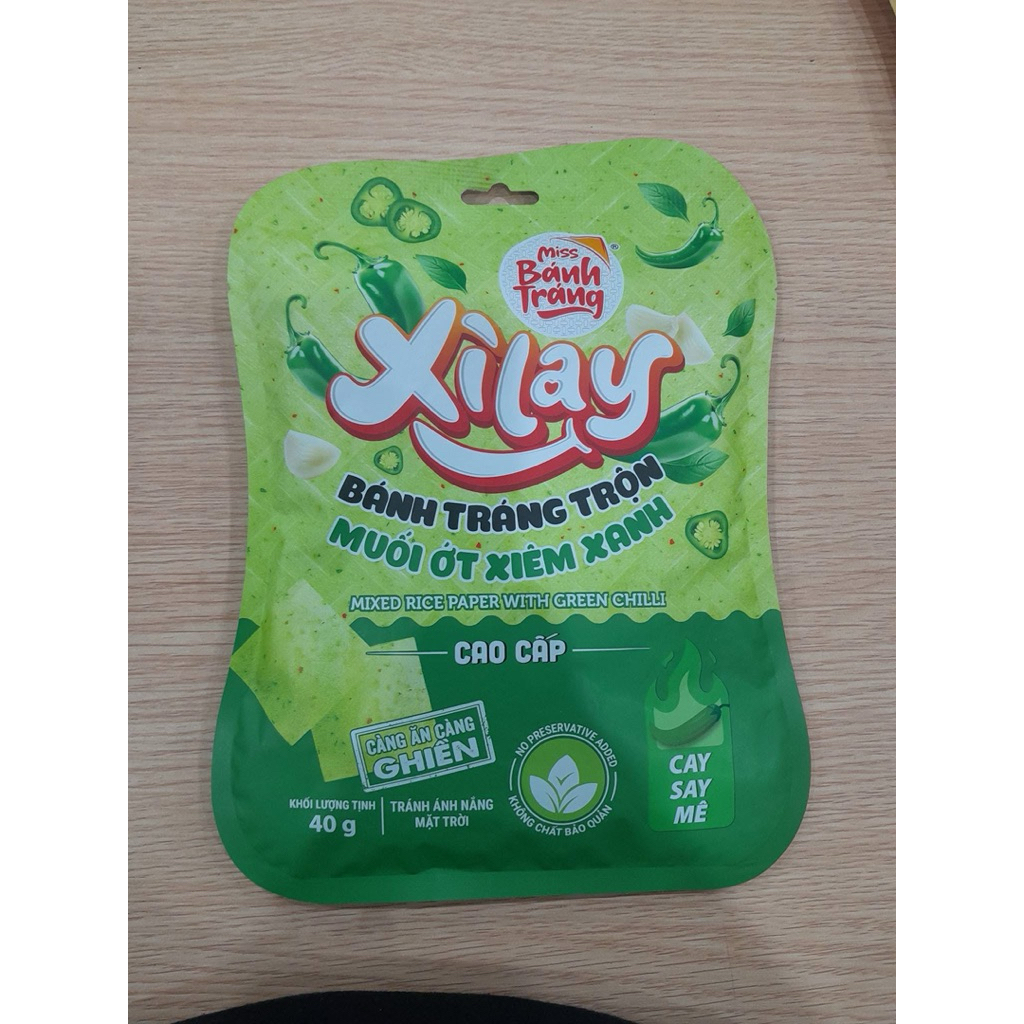 Miss
Bánh
Tráng
®
Xìlay
BÁNH TRÁNG TRỘN
MUỐI ỚT XIÊM XANH
MIXED RICE PAPER WITH GREEN CHILLI
CAO CẤP
CÀNG ĂN CÀNG
GHIỀN
NO PRESERVATIVE ADDED
KHÔNG CHẤT BẢO QUẢN
CAY
SAY
MÊ
KHỐI LƯỢNG TỊNH
40 g
TRÁNH ÁNH NẮNG
MẶT TRỜI